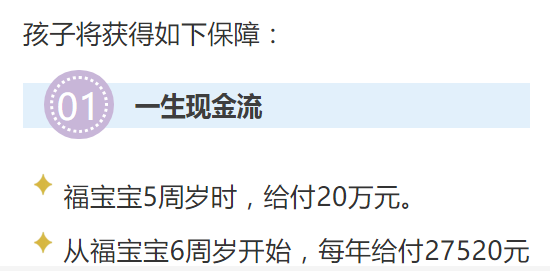 孩子将获得如下保障：
01 一生现金流
福宝宝5周岁时，给付20万元。
从福宝宝6周岁开始，每年给付27520元